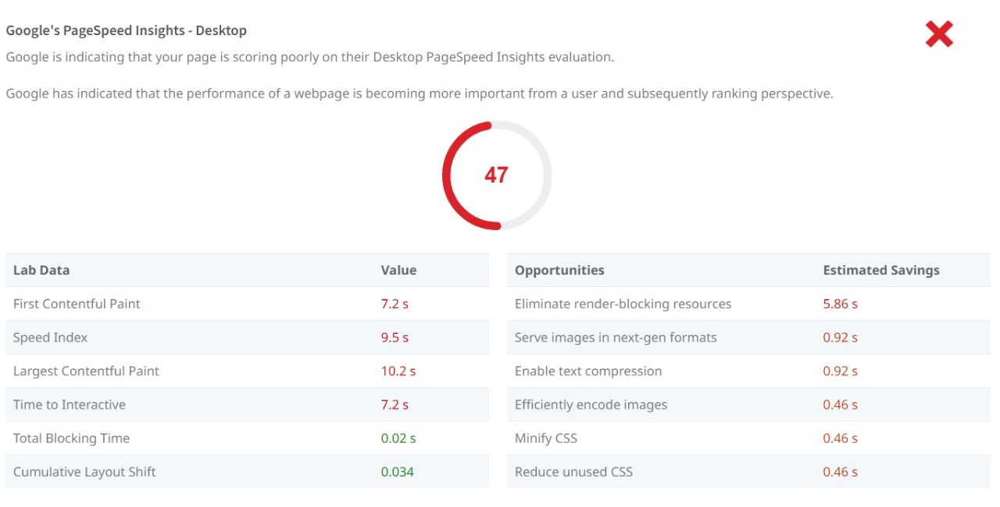 Google's PageSpeed Insights - Desktop
Google is indicating that your page is scoring poorly on their Desktop PageSpeed Insights evaluation.
Google has indicated that the performance of a webpage is becoming more important from a user and subsequently ranking perspective.
47
Lab Data Value
First Contentful Paint 7.2 s
Speed Index 9.5 s
Largest Contentful Paint 10.2 s
Time to Interactive 7.2 s
Total Blocking Time 0.02 s
Cumulative Layout Shift 0.034
Opportunities Estimated Savings
Eliminate render-blocking resources 5.86 s
Serve images in next-gen formats 0.92 s
Enable text compression 0.92 s
Efficiently encode images 0.46 s
Minify CSS 0.46 s
Reduce unused CSS 0.46 s